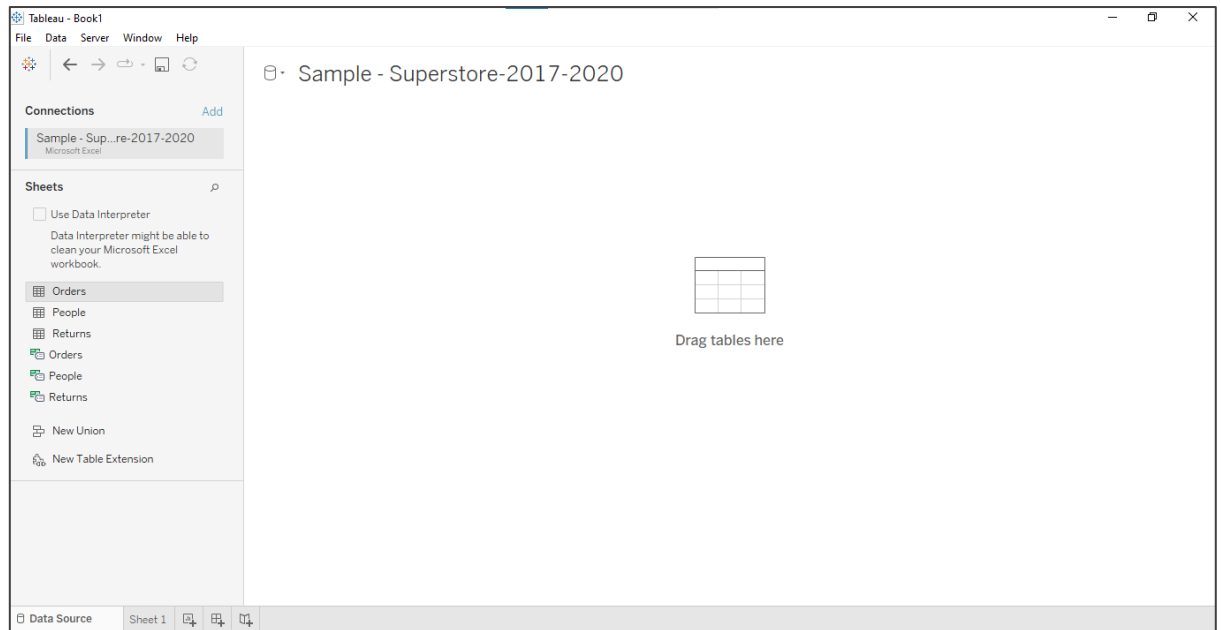 Tableau - Book1
File Data Server Window Help
Sample - Superstore-2017-2020
Connections Add
Sample - Sup...re-2017-2020
Microsoft Excel
Sheets
Use Data Interpreter
Data Interpreter might be able to
clean your Microsoft Excel
workbook.
Orders
People
Returns
Orders
People
Returns
New Union
New Table Extension
Drag tables here
Data Source Sheet 1